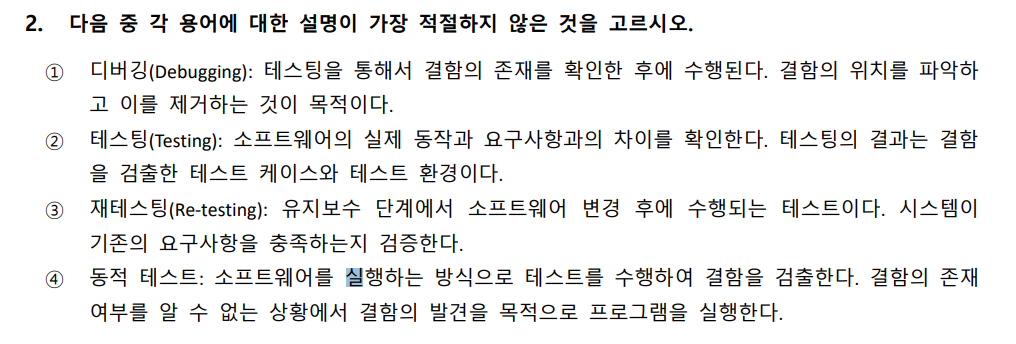 2. 다음 중 각 용어에 대한 설명이 가장 적절하지 않은 것을 고르시오.
① 디버깅(Debugging): 테스팅을 통해서 결함의 존재를 확인한 후에 수행된다. 결함의 위치를 파악하
고 이를 제거하는 것이 목적이다.
② 테스팅(Testing): 소프트웨어의 실제 동작과 요구사항과의 차이를 확인한다. 테스팅의 결과는 결함
을 검출한 테스트 케이스와 테스트 환경이다.
③ 재테스팅(Re-testing): 유지보수 단계에서 소프트웨어 변경 후에 수행되는 테스트이다. 시스템이
기존의 요구사항을 충족하는지 검증한다.
④ 동적 테스트: 소프트웨어를 실행하는 방식으로 테스트를 수행하여 결함을 검출한다. 결함의 존재
여부를 알 수 없는 상황에서 결함의 발견을 목적으로 프로그램을 실행한다.